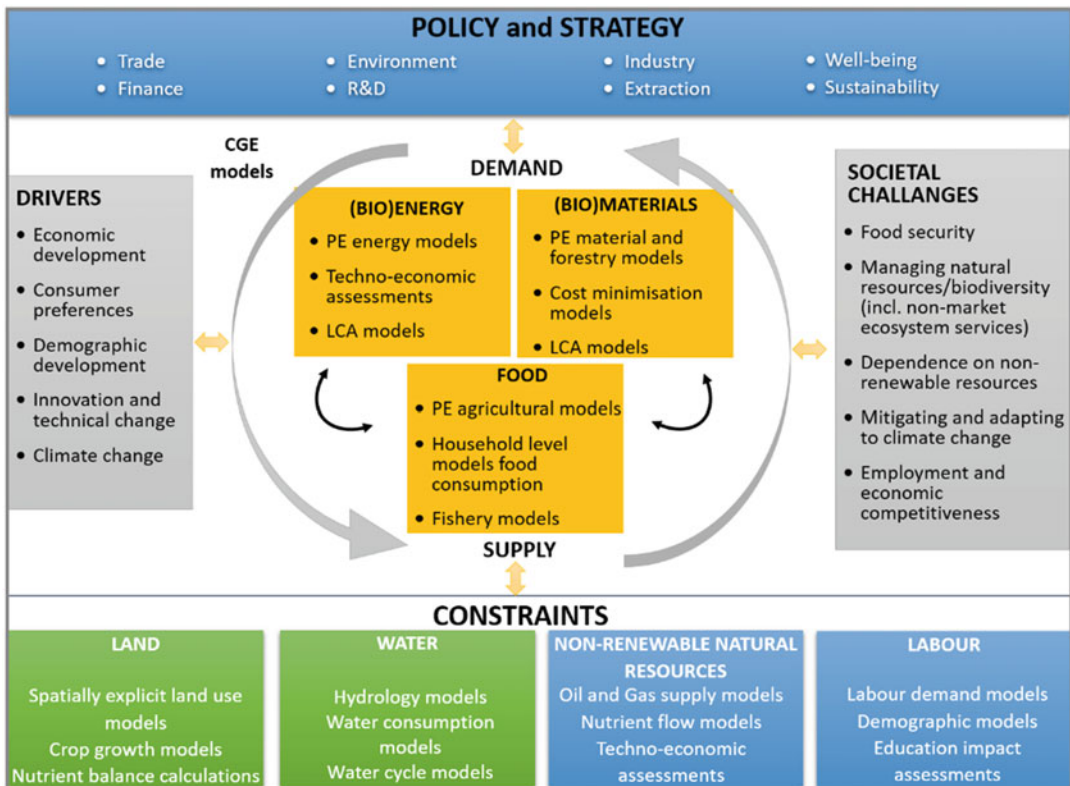 POLICY and STRATEGY
• Trade
• Finance
• Environment
• R&D
• Industry
• Extraction
• Well-being
• Sustainability
CGE
models
DEMAND
DRIVERS
• Economic
development
• Consumer
preferences
• Demographic
development
• Innovation and
technical change
• Climate change
(BIO)ENERGY
• PE energy models
• Techno-economic
assessments
• LCA models
(BIO)MATERIALS
• PE material and
forestry models
• Cost minimisation
models
• LCA models
FOOD
• PE agricultural models
• Household level
models food
consumption
• Fishery models
SUPPLY
SOCIETAL
CHALLANGES
• Food security
• Managing natural
resources/biodiversity
(incl. non-market
ecosystem services)
• Dependence on non-
renewable resources
• Mitigating and adapting
to climate change
• Employment and
economic
competitiveness
CONSTRAINTS
LAND
Spatially explicit land use
models
Crop growth models
Nutrient balance calculations
WATER
Hydrology models
Water consumption
models
Water cycle models
NON-RENEWABLE NATURAL
RESOURCES
Oil and Gas supply models
Nutrient flow models
Techno-economic
assessments
LABOUR
Labour demand models
Demographic models
Education impact
assessments